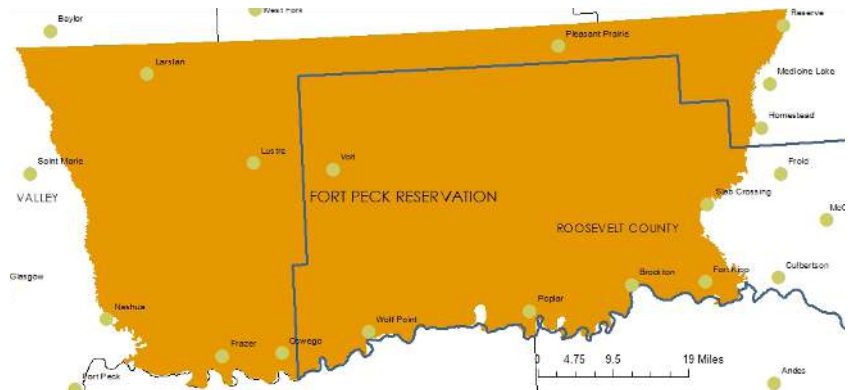 West Fork
Baylor
Reserve
Pleasant Prairie
Larslan
Medicine Lake
Homestead
Lustre
Volt
Saint Marie
Froid
VALLEY
FORT PECK RESERVATION
Slab Crossing
McC
ROOSEVELT COUNTY
Glasgow
Brockton
Fort Kipp
Culbertson
Nashua
Poplar
Wolf Point
Frazer
Oswego
0 4.75 9.5 19 Miles
Fort Peck
Andes